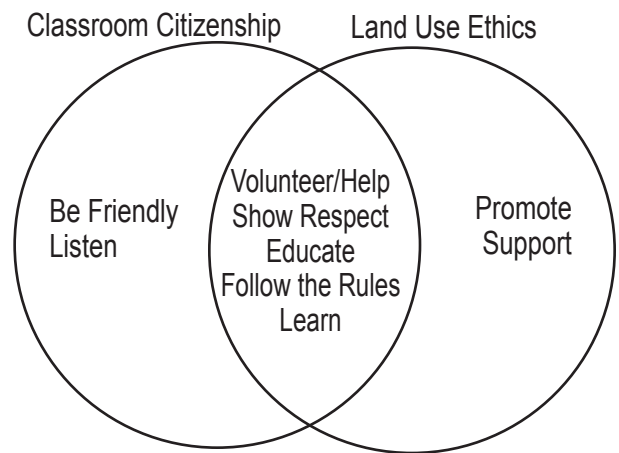 Classroom Citizenship
Land Use Ethics
Be Friendly
Listen
Volunteer/Help
Show Respect
Educate
Follow the Rules
Learn
Promote
Support